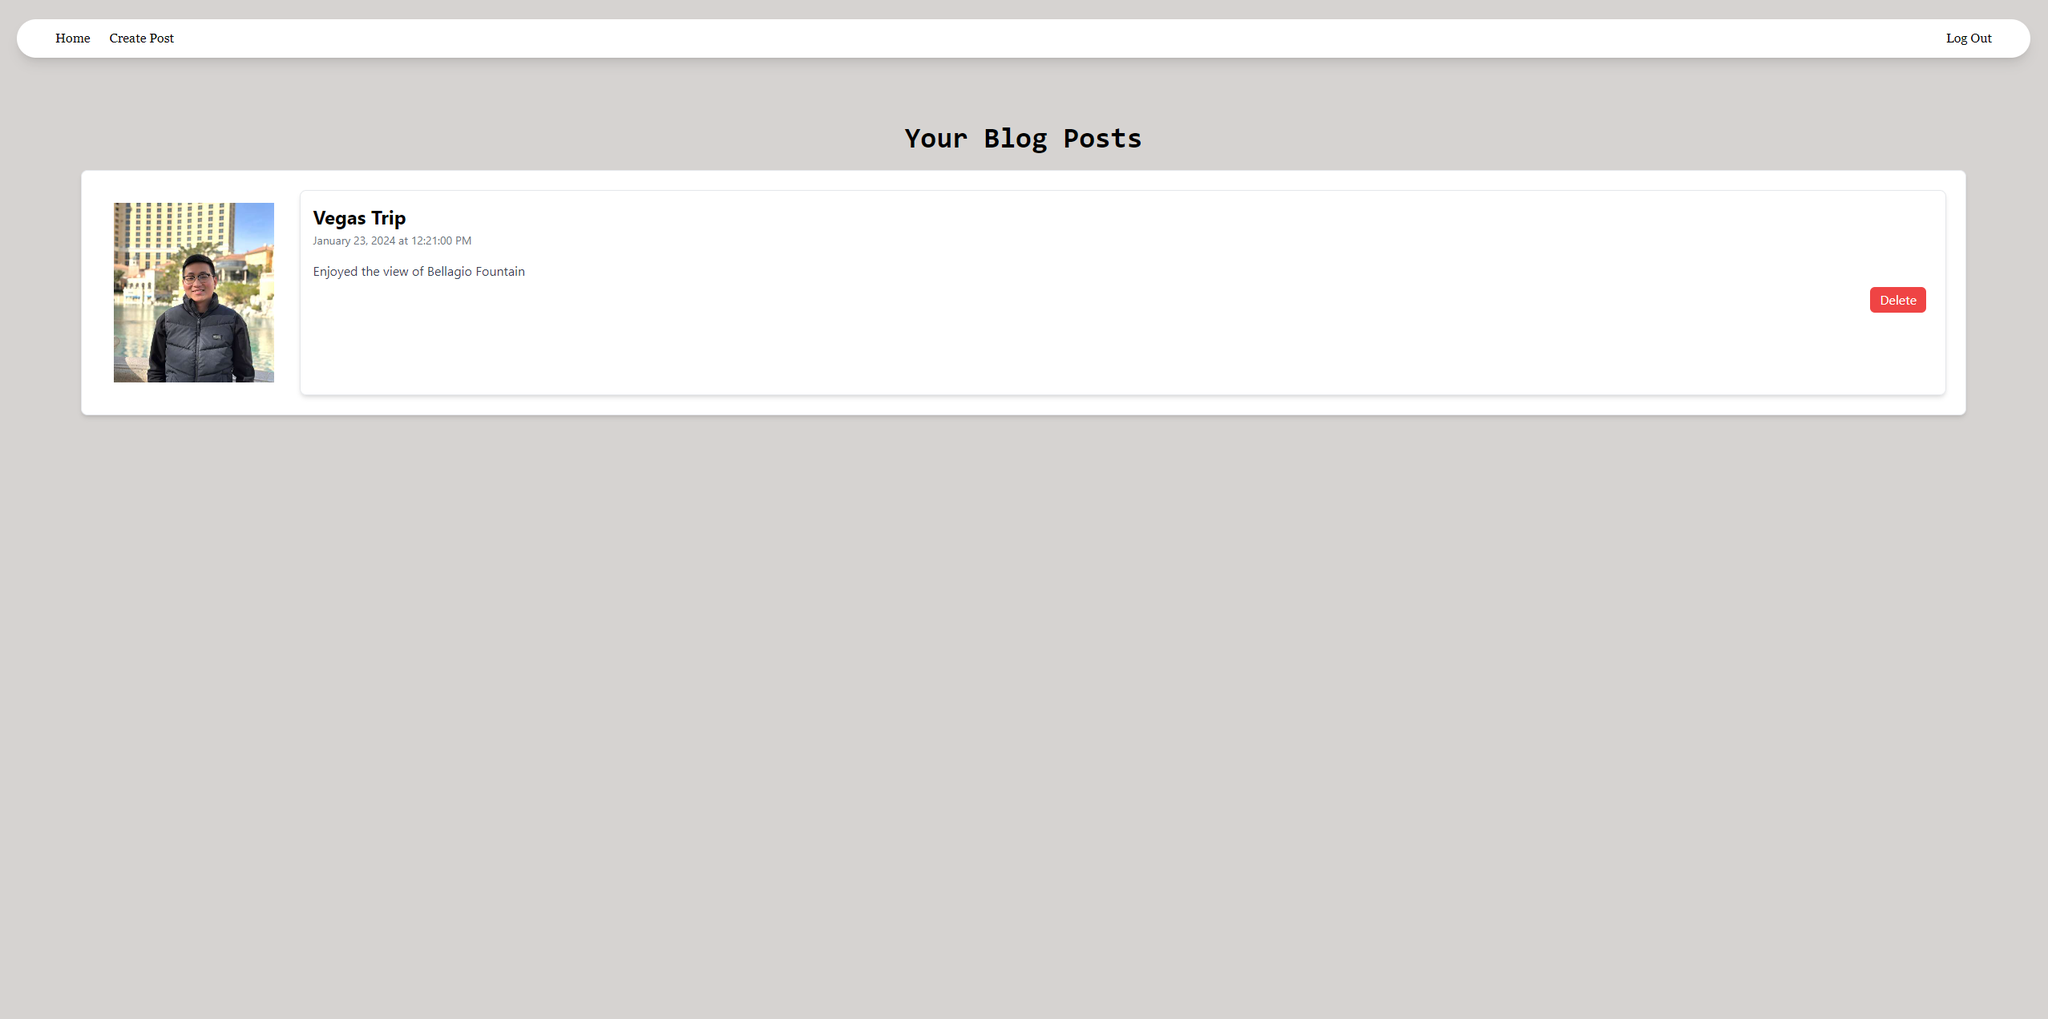 Home Create Post Log Out
Your Blog Posts
Vegas Trip
January 23, 2024 at 12:21:00 PM
Enjoyed the view of Bellagio Fountain
Delete